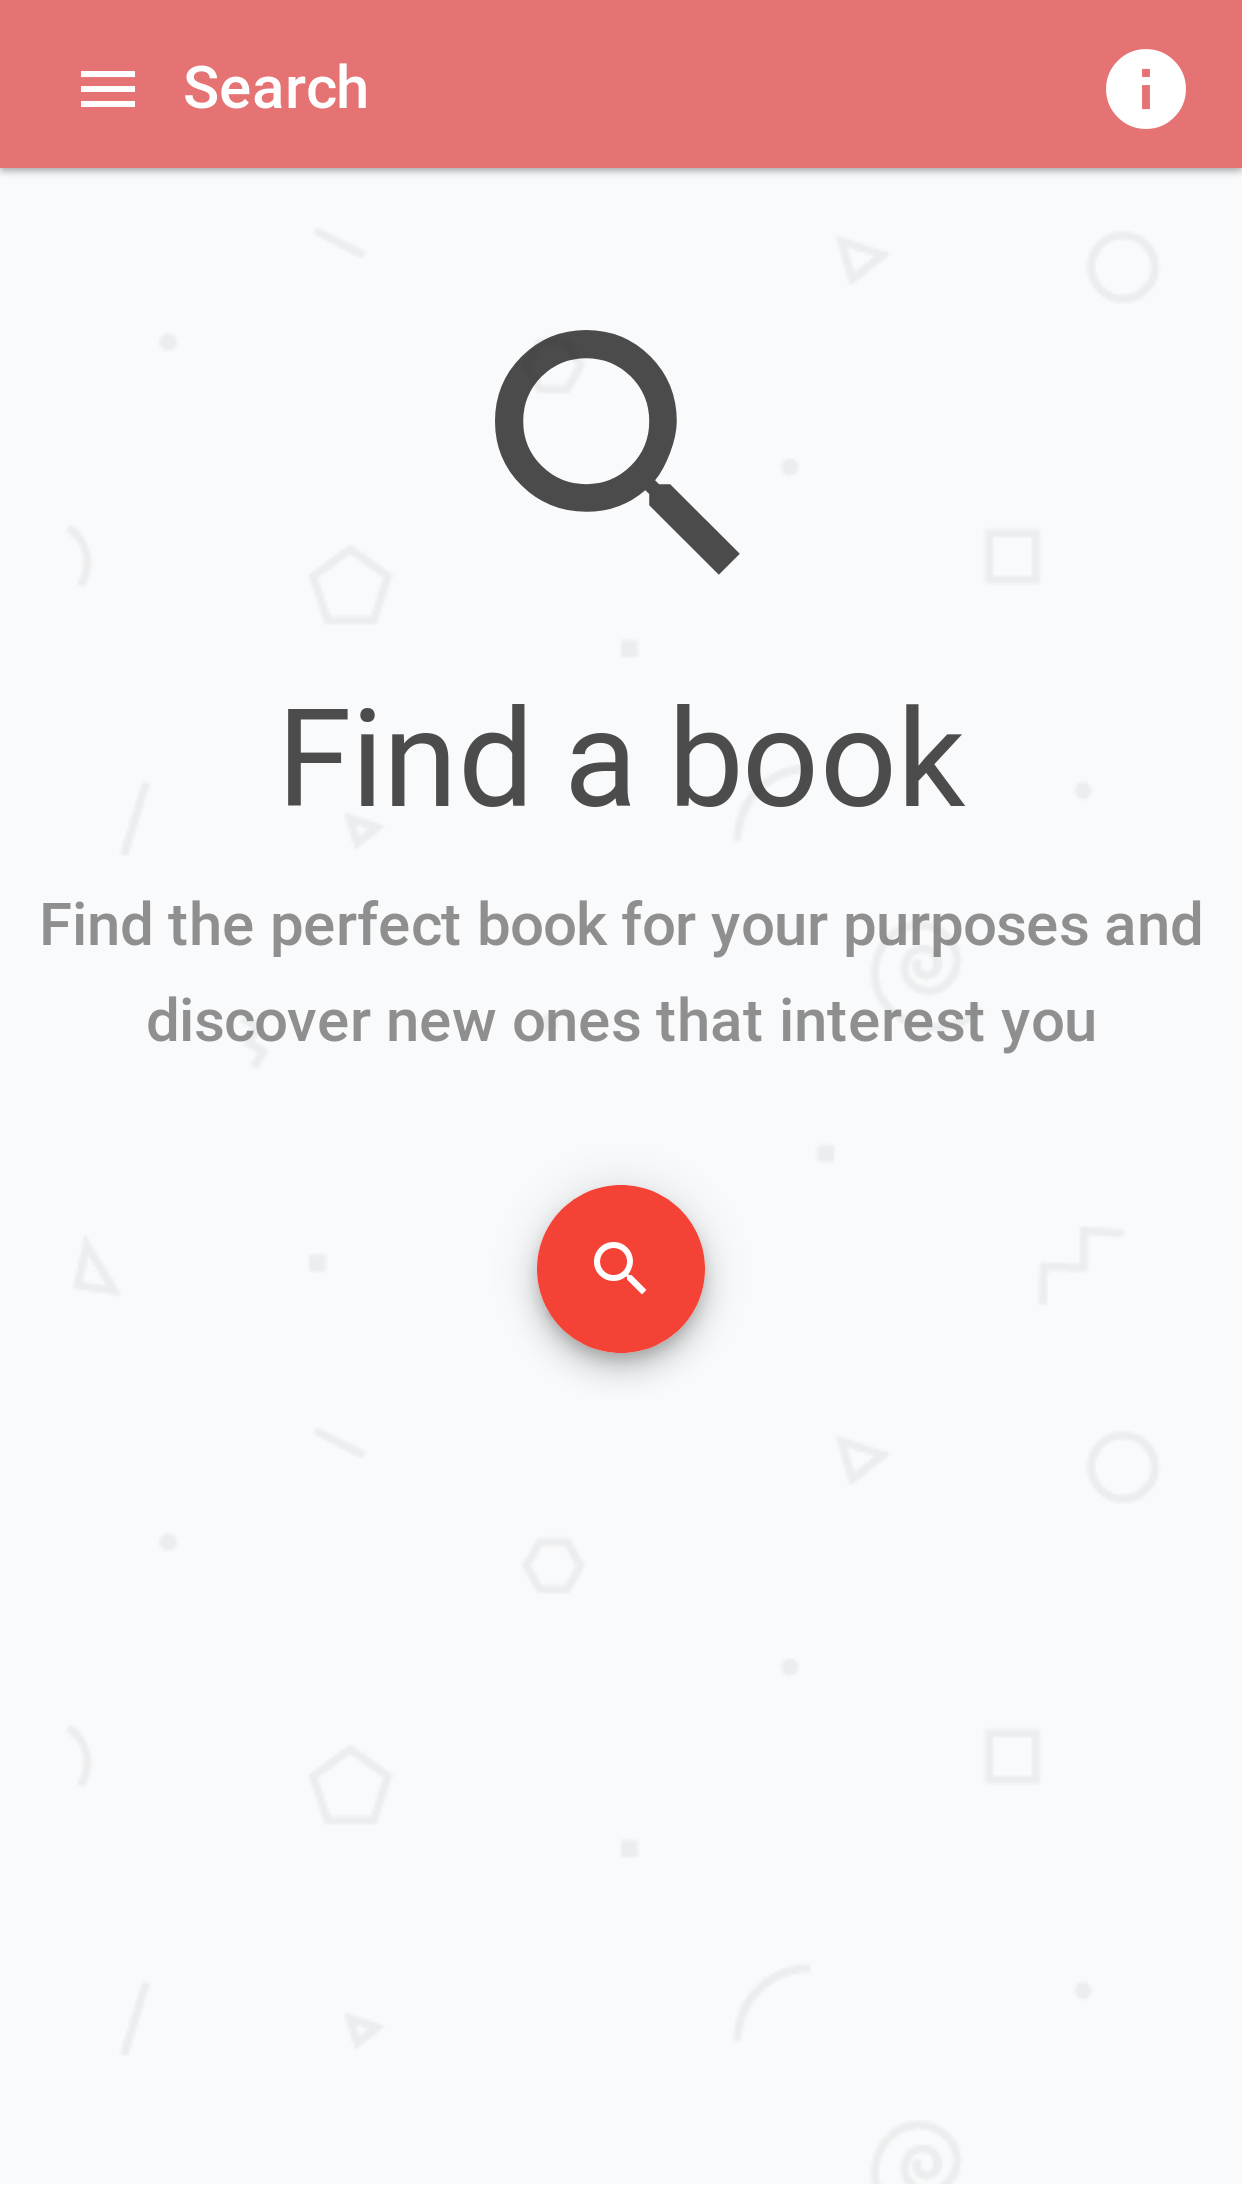 Search
Find a book
Find the perfect book for your purposes and
discover new ones that interest you